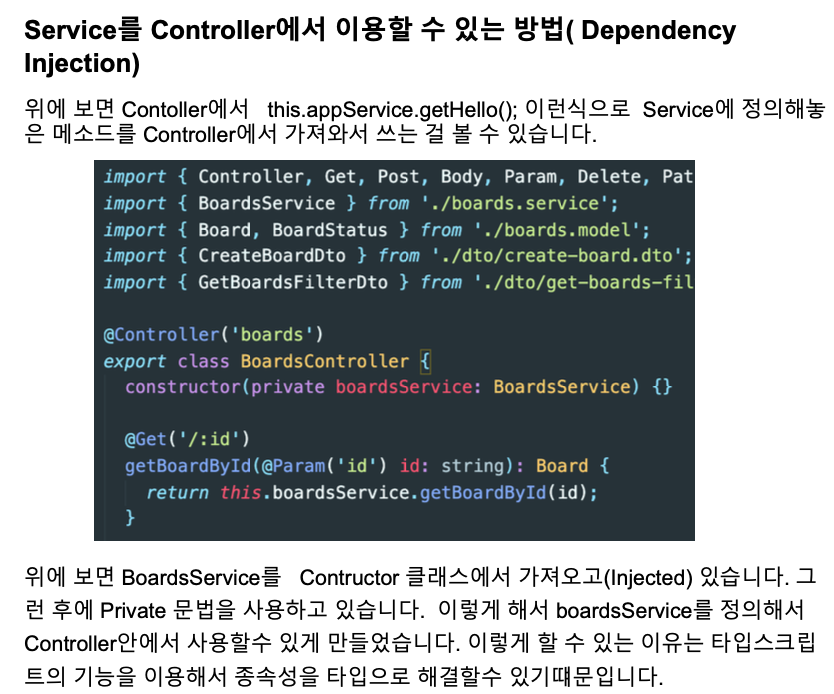 Service를 Controller에서 이용할 수 있는 방법( Dependency
Injection)
위에 보면 Contoller에서 this.appService.getHello(); 이런식으로 Service에 정의해놓
은 메소드를 Controller에서 가져와서 쓰는 걸 볼 수 있습니다.
import { Controller, Get, Post, Body, Param, Delete, Pat
import { BoardsService } from './boards.service';
import { Board, BoardStatus } from './boards.model';
import { CreateBoardDto } from './dto/create-board.dto';
import { GetBoardsFilterDto } from './dto/get-boards-fil
@Controller('boards')
export class BoardsController {
constructor(private boardsService: BoardsService) {}
@Get('/:id')
getBoardById(@Param('id') id: string): Board {
return this.boardsService.getBoardById(id);
}
위에 보면 BoardsService를 Contructor 클래스에서 가져오고(Injected) 있습니다. 그
런 후에 Private 문법을 사용하고 있습니다. 이렇게 해서 boardsService를 정의해서
Controller안에서 사용할수 있게 만들었습니다. 이렇게 할 수 있는 이유는 타입스크립
트의 기능을 이용해서 종속성을 타입으로 해결할수 있기떄문입니다.